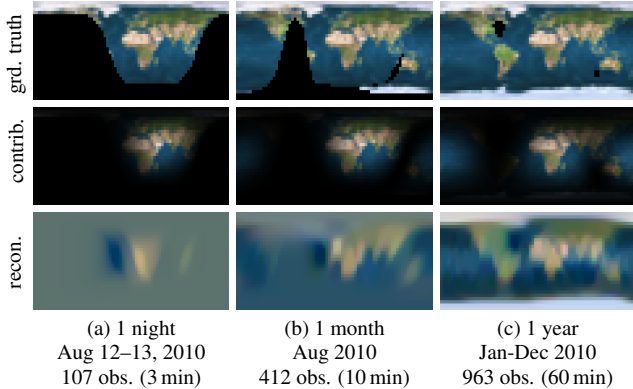 grd. truth
contrib.
recon.
(a) 1 night
Aug 12–13, 2010
107 obs. (3 min)
(b) 1 month
Aug 2010
412 obs. (10 min)
(c) 1 year
Jan-Dec 2010
963 obs. (60 min)